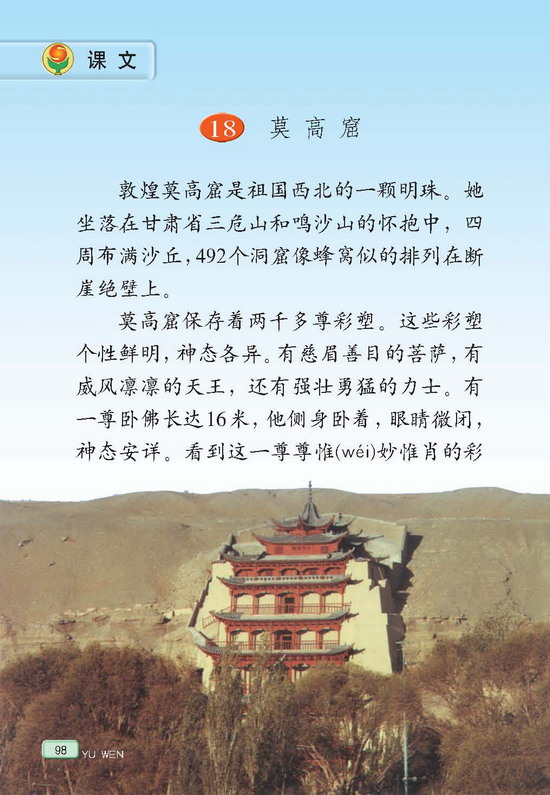 课文
18 莫高窟
敦煌莫高窟是祖国西北的一颗明珠。她
坐落在甘肃省三危山和鸣沙山的怀抱中，四
周布满沙丘，492个洞窟像蜂窝似的排列在断
崖绝壁上。
莫高窟保存着两千多尊彩塑。这些彩塑
个性鲜明，神态各异。有慈眉善目的菩萨，有
威风凛凛的天王，还有强壮勇猛的力士。有
一尊卧佛长达16米，他侧身卧着，眼睛微闭，
神态安详。看到这一尊尊惟(wéi)妙惟肖的彩
98
YU WEN